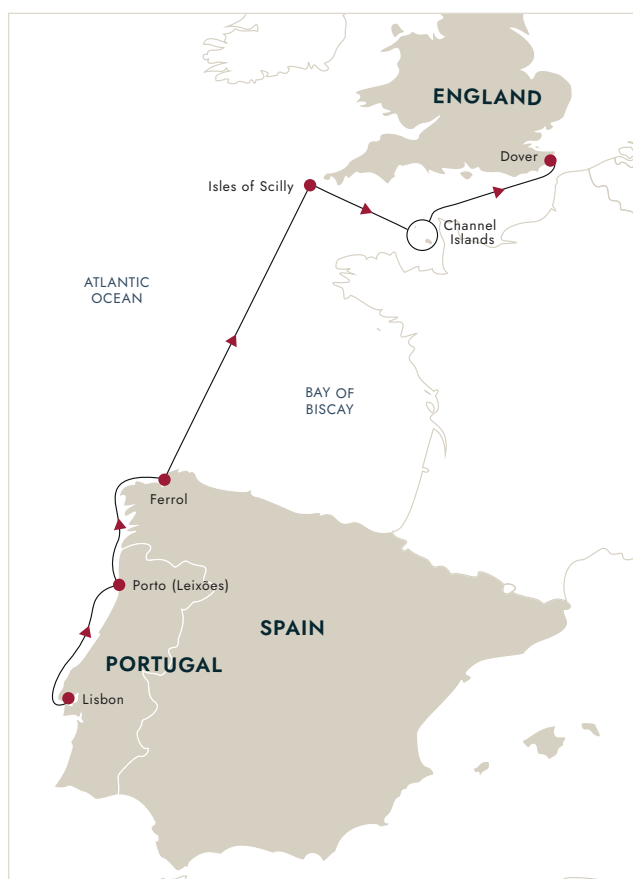 ENGLAND
Dover
Isles of Scilly
Channel
Islands
ATLANTIC
OCEAN
BAY OF
BISCAY
Ferrol
Porto (Leixões)
SPAIN
PORTUGAL
Lisbon